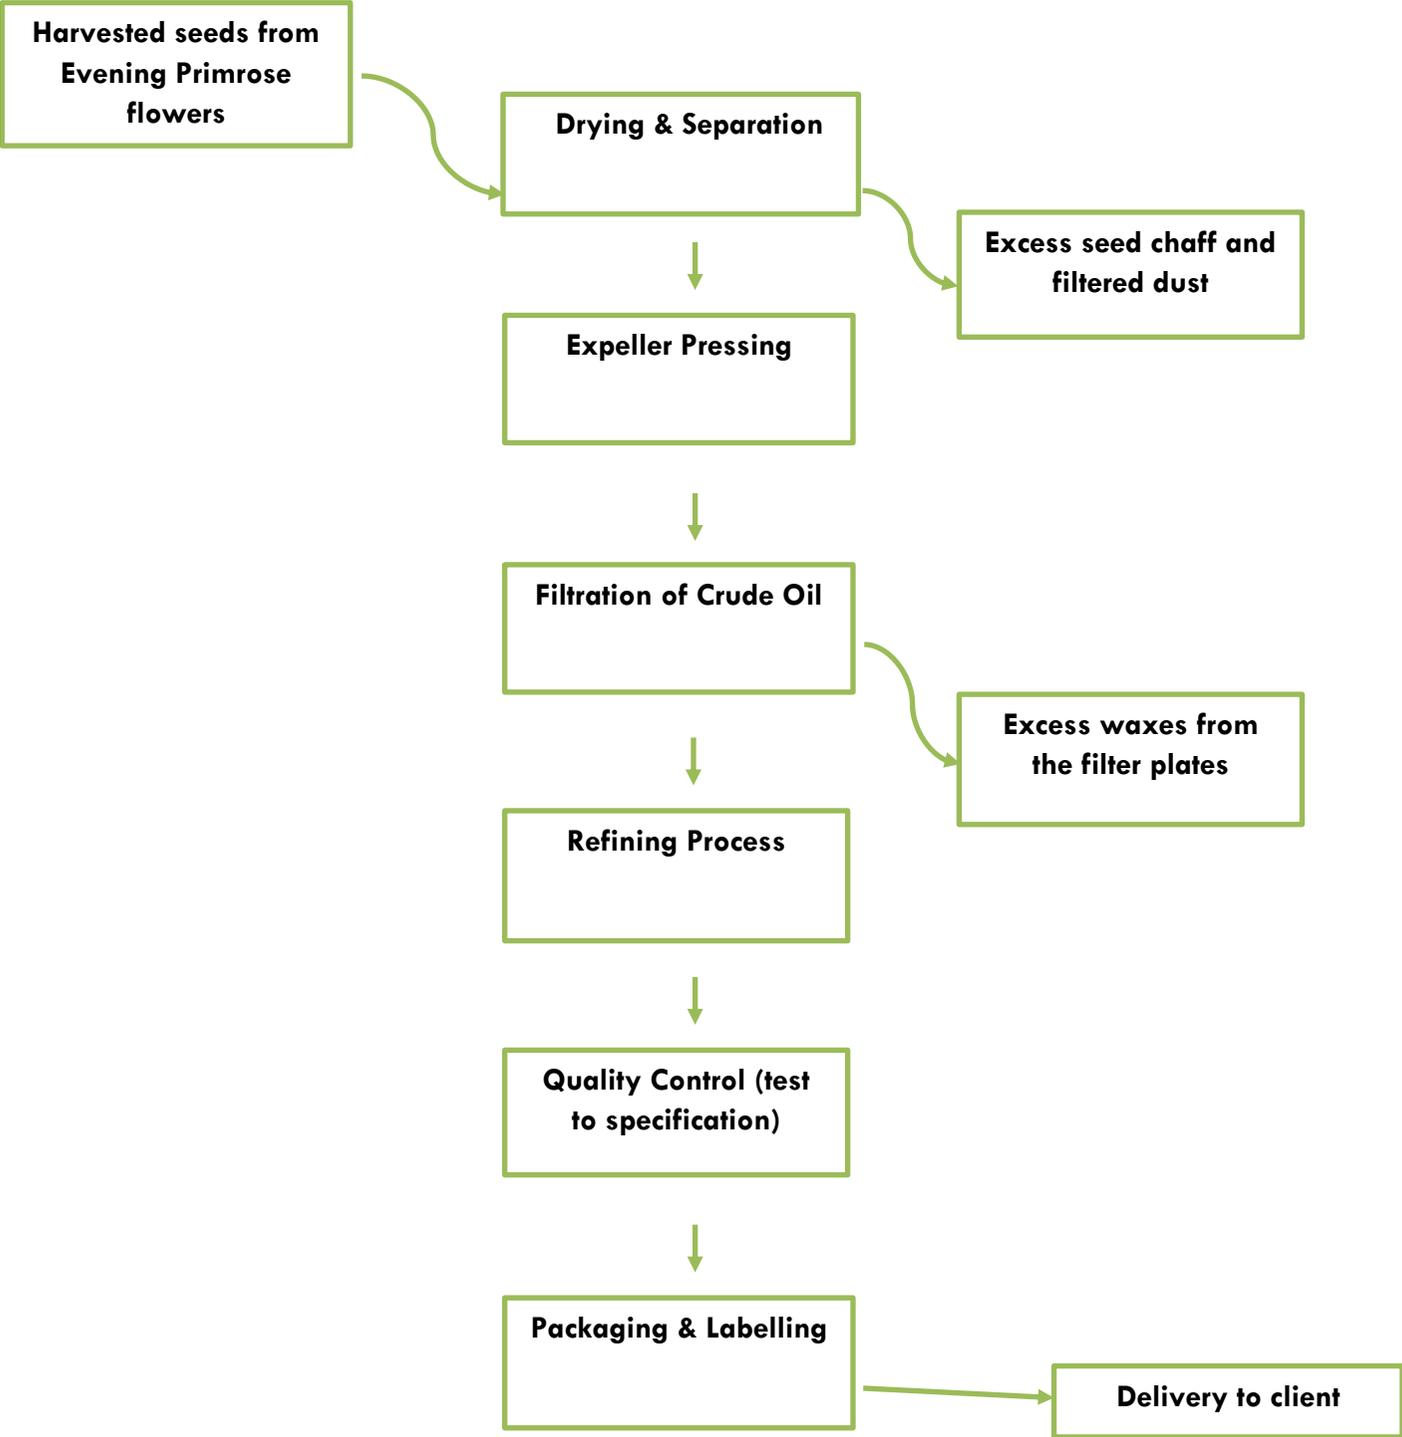 Harvested seeds from
Evening Primrose
flowers
Drying & Separation
Excess seed chaff and
filtered dust
Expeller Pressing
Filtration of Crude Oil
Excess waxes from
the filter plates
Refining Process
Quality Control (test
to specification)
Packaging & Labelling
Delivery to client